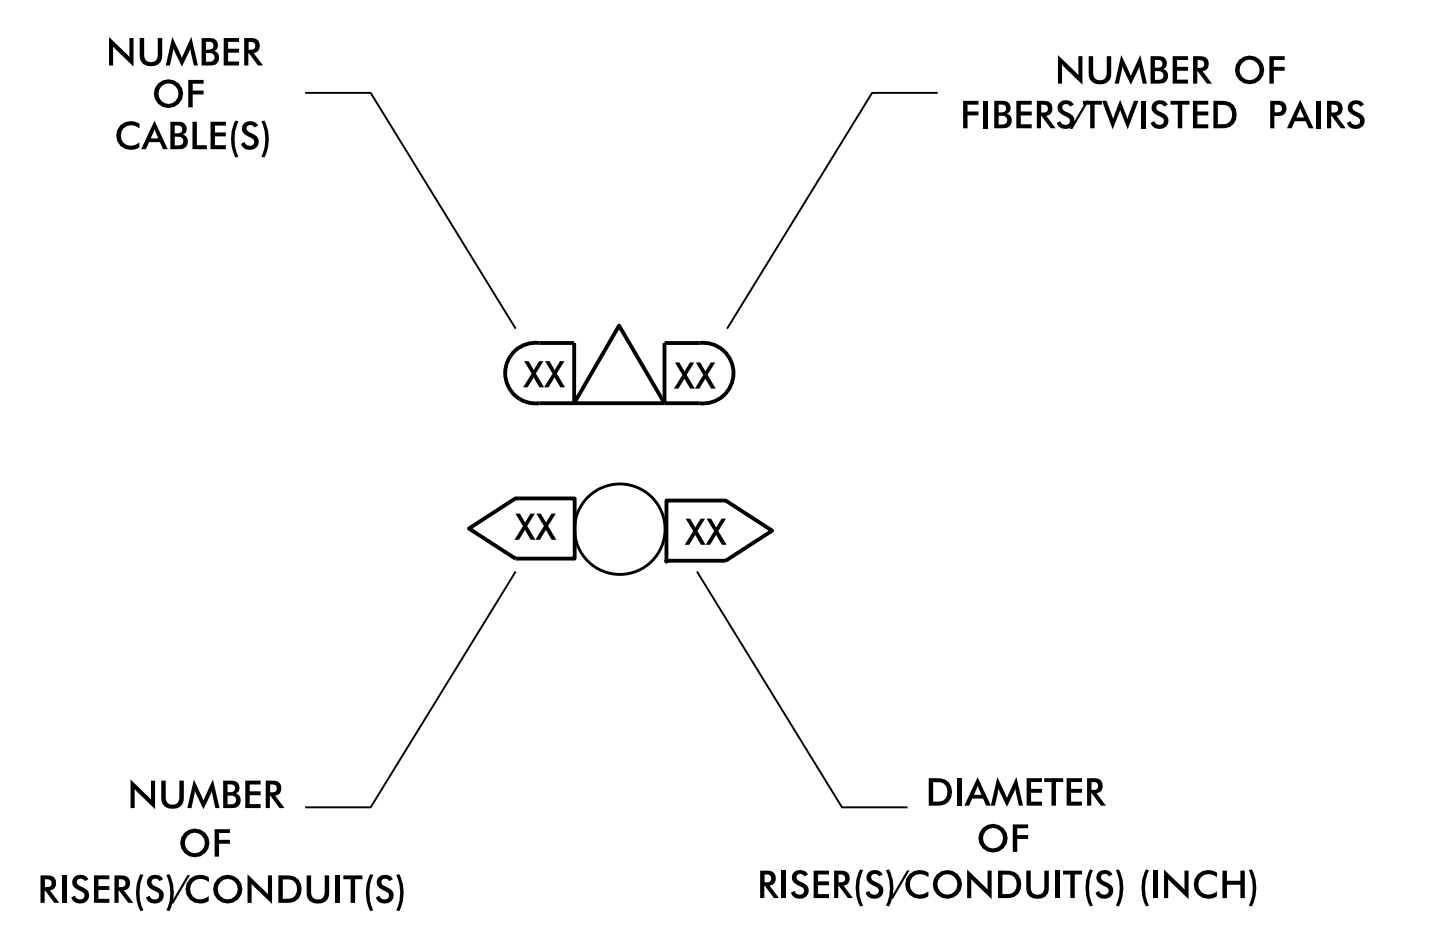 NUMBER
OF
CABLE(S)
NUMBER OF
FIBERS/TWISTED PAIRS
XX
XX
XX
XX
NUMBER
OF
RISER(S)/CONDUIT(S)
DIAMETER
OF
RISER(S)/CONDUIT(S) (INCH)